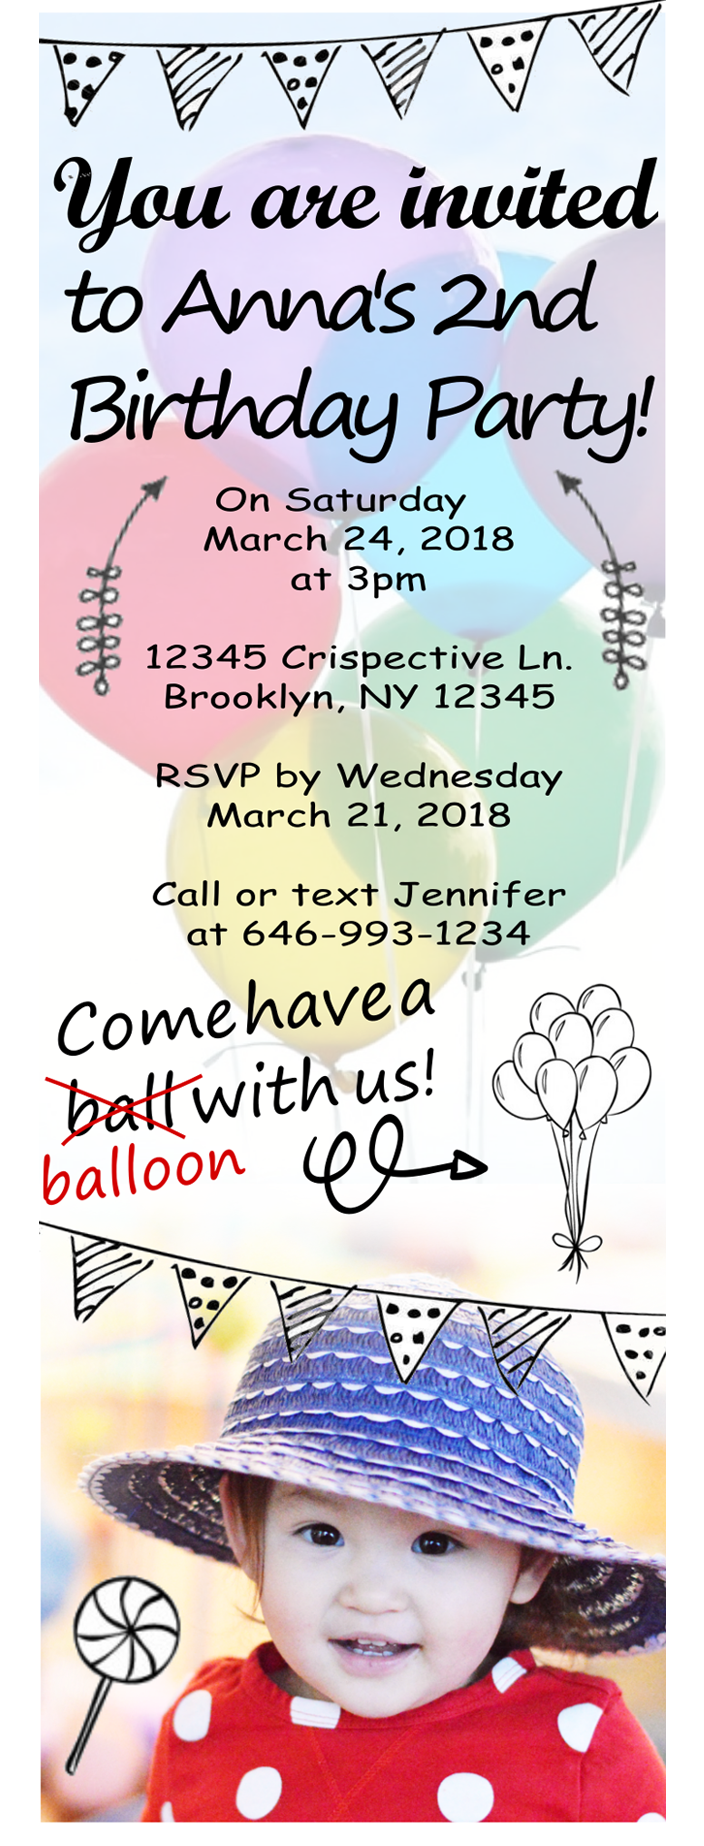 You are invited
to Anna's 2nd
Birthday Party!
On Saturday
March 24, 2018
at 3pm
12345 Crispective Ln.
Brooklyn, NY 12345
RSVP by Wednesday
March 21, 2018
Call or text Jennifer
at 646-993-1234
Come have a
ball with us!
balloon